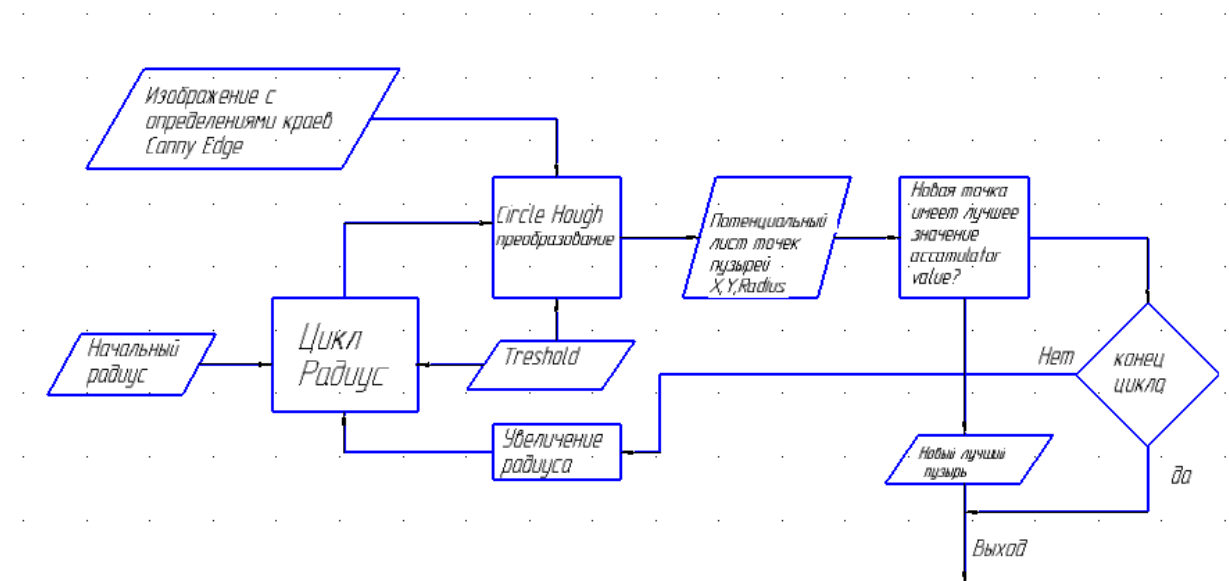 Изображение с
определениями краев
Canny Edge
Circle Hough
преобразование
Потенциальный
лист точек
пузырей
X,Y,Radius
Новая точка
имеет лучшее
значение
accamulator
value?
Начальный
радиус
Цикл
Радиус
Treshold
Увеличение
радиуса
Нет
конец
цикла
Новый лучший
пузырь
да
Выход